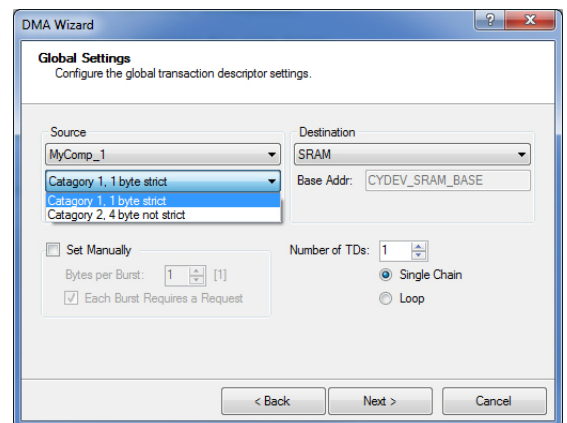 DMA Wizard
Global Settings
Configure the global transaction descriptor settings.
Source
MyComp_1
Catagory 1, 1 byte strict
Catagory 1, 1 byte strict
Catagory 2, 4 byte not strict
Destination
SRAM
Base Addr: CYDEV_SRAM_BASE
Set Manually
Bytes per Burst: 1 [1]
Each Burst Requires a Request
Number of TDs: 1
Single Chain
Loop
< Back Next > Cancel